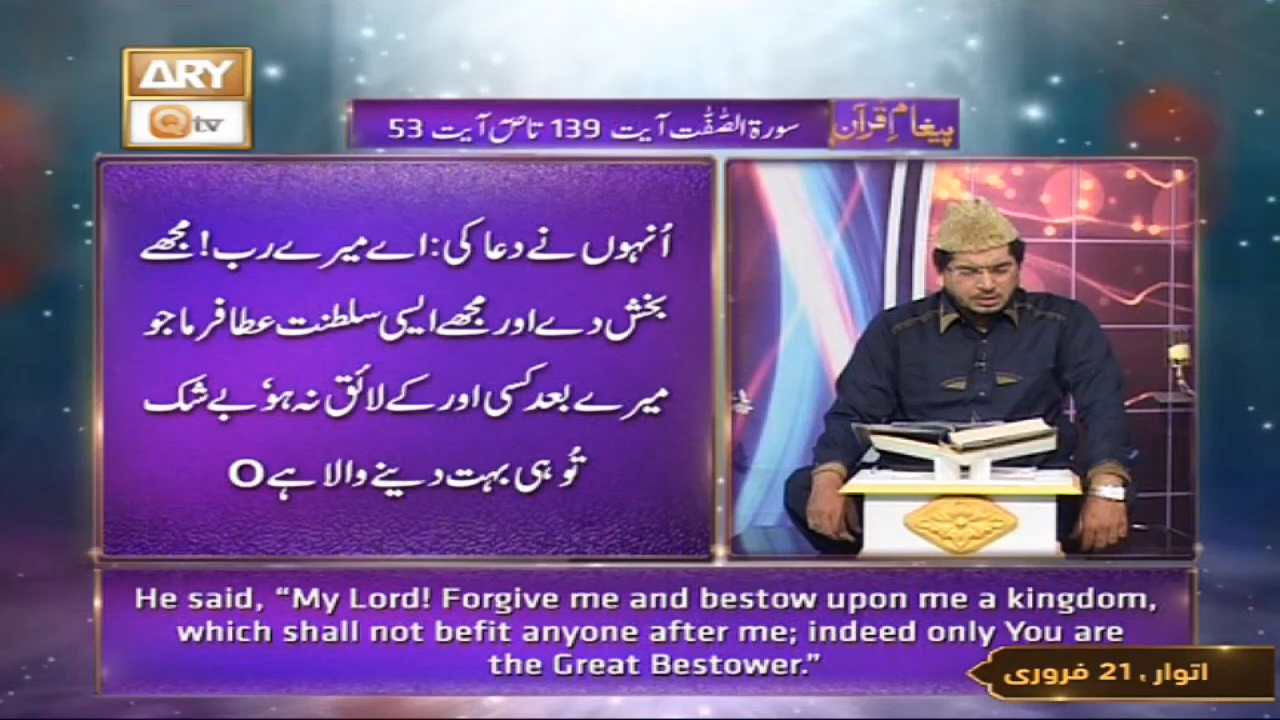 ARY
Qtv
پیغامِ قرآن
سورۃ الصّٰفّٰت آیت 139 تا صٓ آیت 53
اُنہوں نے دعا کی: اے میرے رب! مجھے
بخش دے اور مجھے ایسی سلطنت عطا فرما جو
میرے بعد کسی اور کے لائق نہ ہوٗ بے شک
تُو ہی بہت دینے والا ہے O
He said, “My Lord! Forgive me and bestow upon me a kingdom,
which shall not befit anyone after me; indeed only You are
the Great Bestower.”
اتوار، 21 فروری